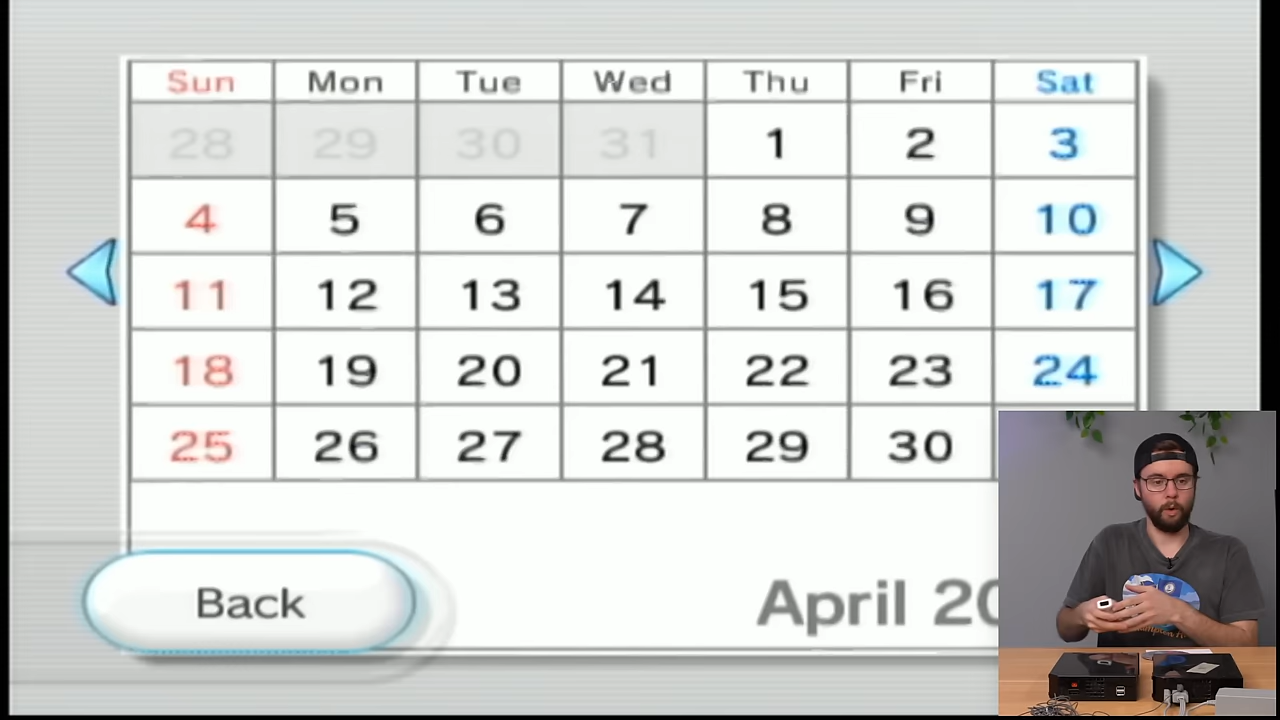 Sun Mon Tue Wed Thu Fri Sat
28 29 30 31 1 2 3
4 5 6 7 8 9 10
11 12 13 14 15 16 17
18 19 20 21 22 23 24
25 26 27 28 29 30
Back
April 20